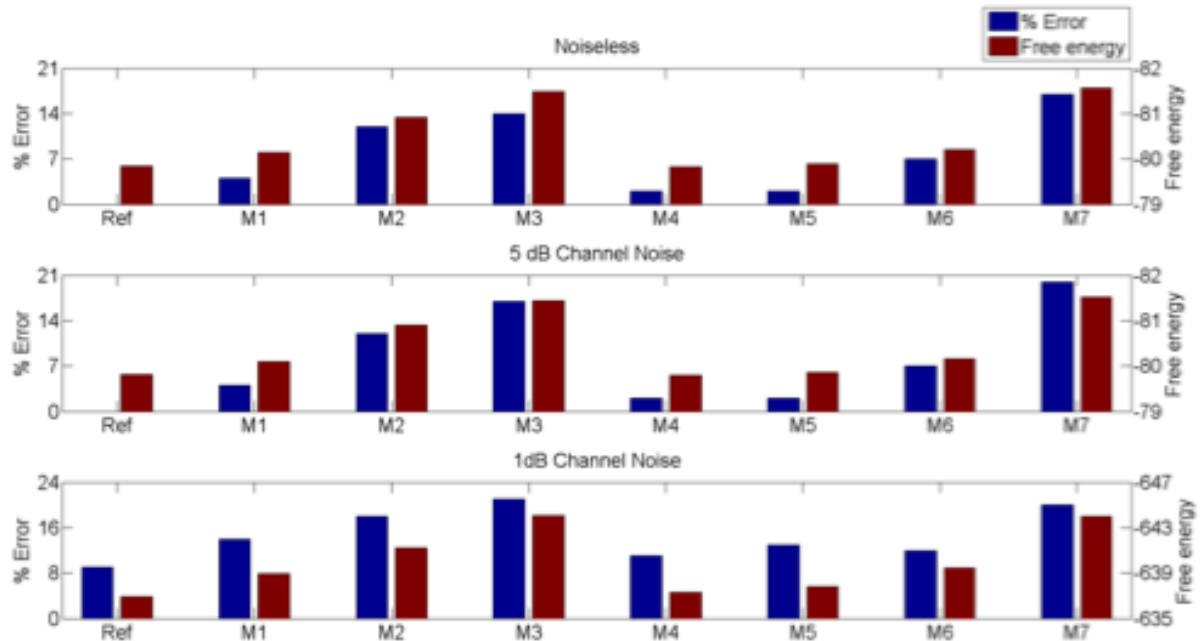 % Error
Free energy
Noiseless
% Error
21
14
7
0
-82
-81
-80
-79
Free energy
Ref M1 M2 M3 M4 M5 M6 M7
5 dB Channel Noise
% Error
21
14
7
0
-82
-81
-80
-79
Free energy
Ref M1 M2 M3 M4 M5 M6 M7
1dB Channel Noise
% Error
24
16
8
0
-647
-643
-639
-635
Free energy
Ref M1 M2 M3 M4 M5 M6 M7